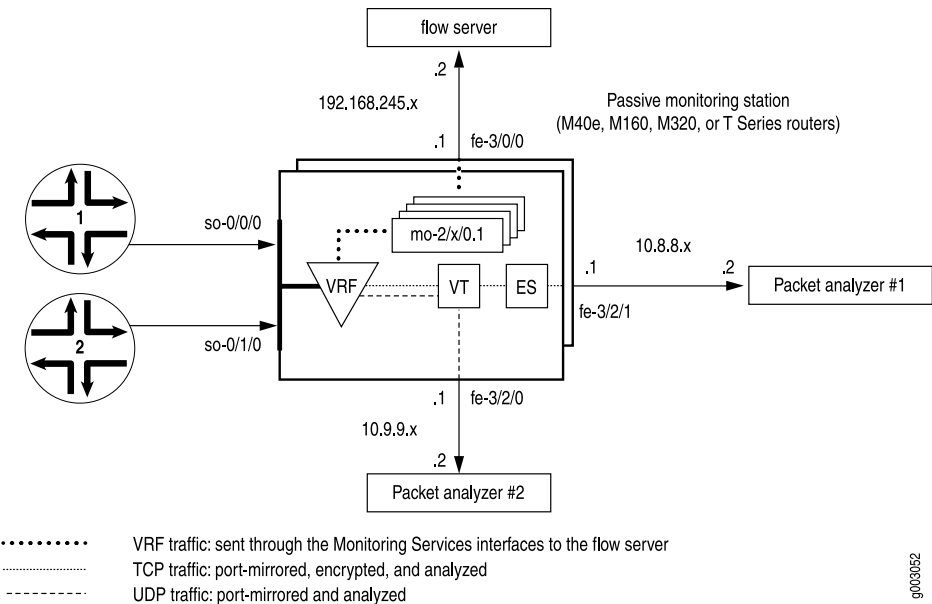 flow server
.2
192.168.245.x
Passive monitoring station
(M40e, M160, M320, or T Series routers)
.1 fe-3/0/0
1
so-0/0/0
mo-2/x/0.1
10.8.8.x
.1 .2
VRF
VT
ES
Packet analyzer #1
fe-3/2/1
2
so-0/1/0
.1 fe-3/2/0
10.9.9.x
.2
Packet analyzer #2
VRF traffic: sent through the Monitoring Services interfaces to the flow server
TCP traffic: port-mirrored, encrypted, and analyzed
UDP traffic: port-mirrored and analyzed
g003052